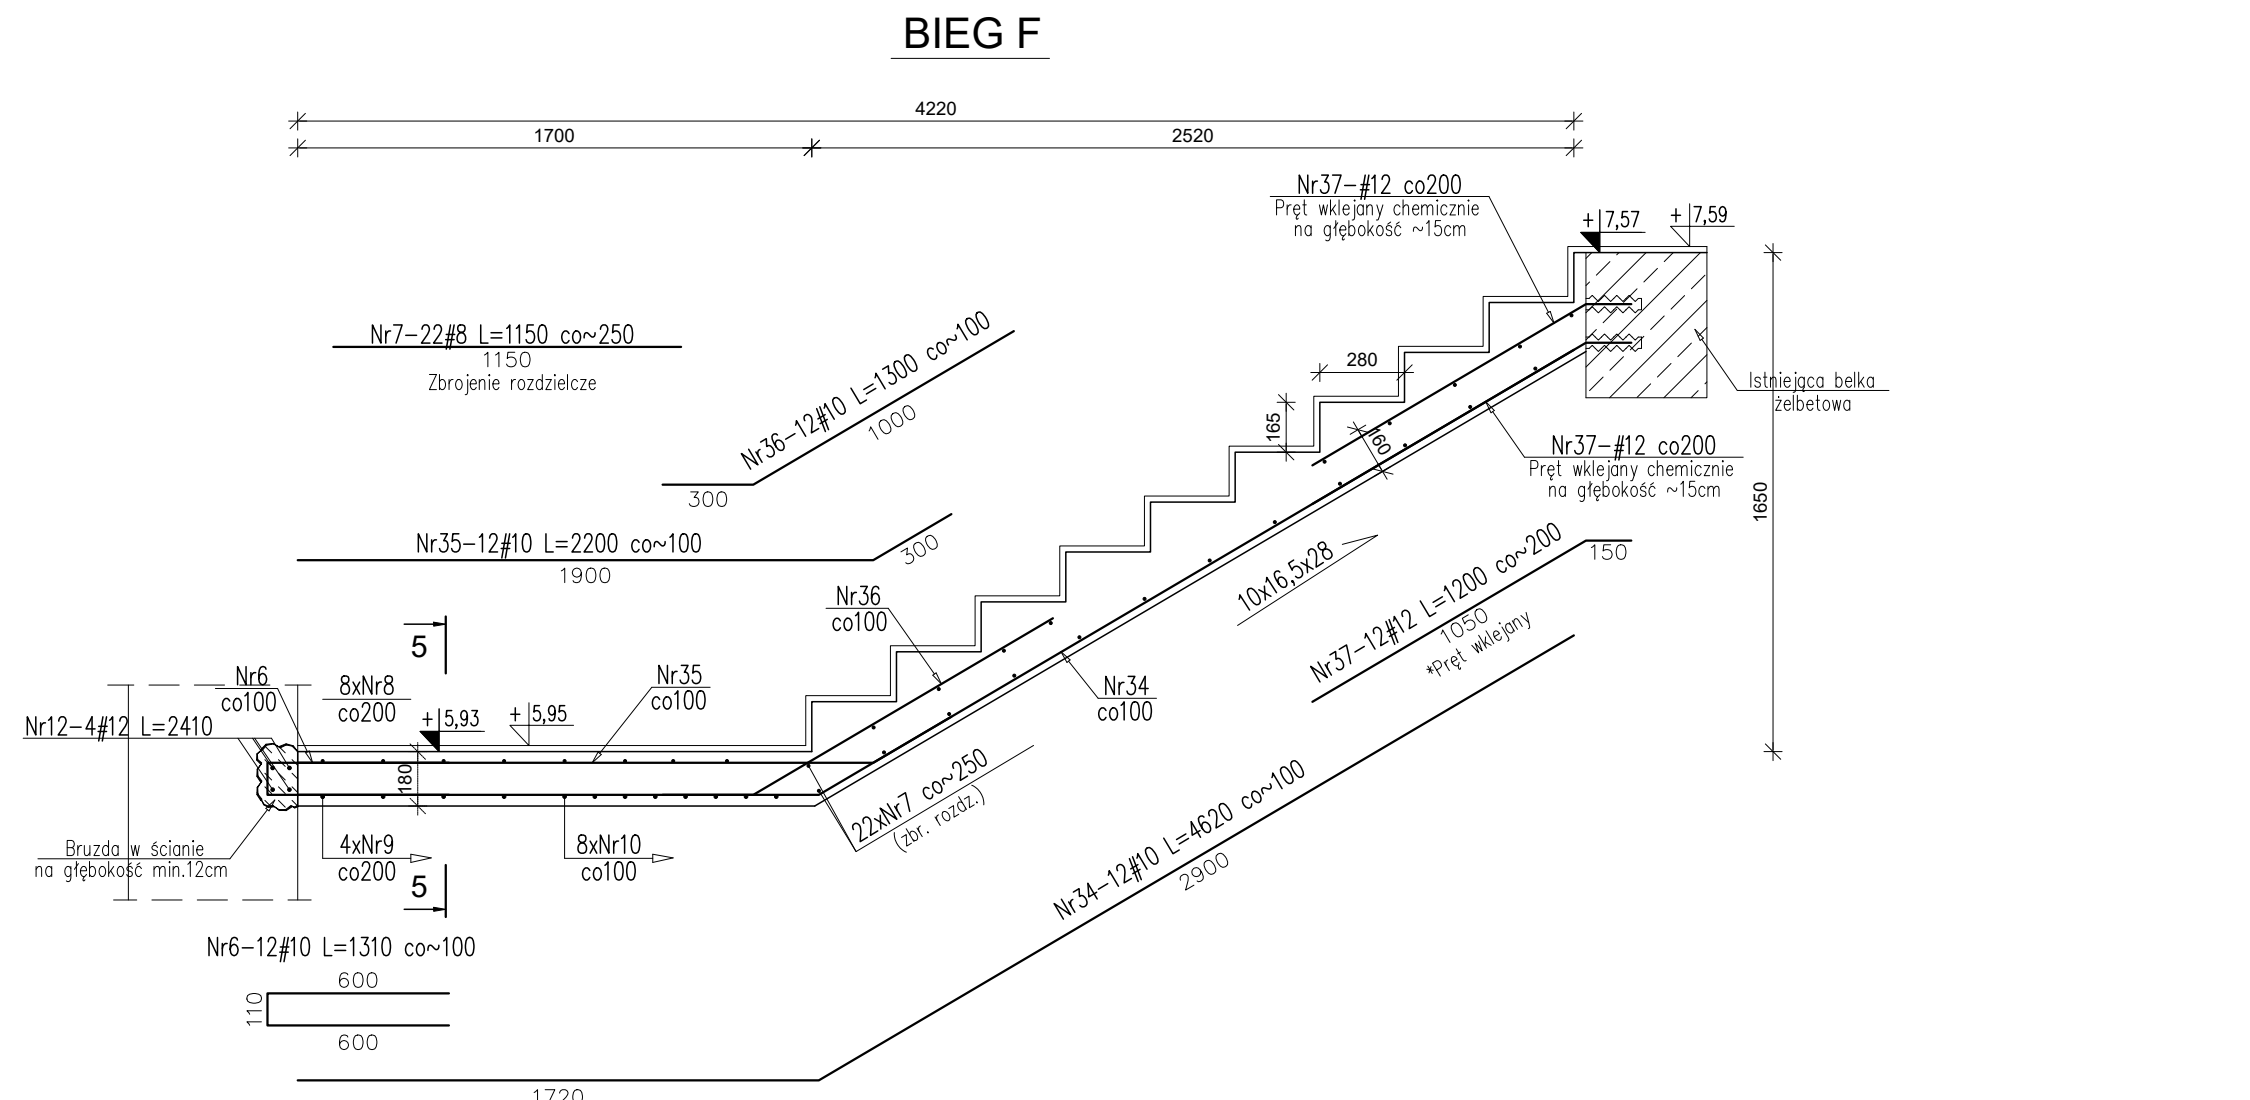 BIEG F
4220
1700
2520
Nr37-#12 co200
Pręt wklejany chemicznie
na głębokość ~15cm
+7,57
+7,59
Nr7-22#8 L=1150 co~250
1150
Zbrojenie rozdzielcze
Nr36-12#10 L=1300 co~100
1000
300
280
165
160
Istniejąca belka
żelbetowa
Nr37-#12 co200
Pręt wklejany chemicznie
na głębokość ~15cm
1650
Nr35-12#10 L=2200 co~100
1900
300
10x16,5x28
Nr37-12#12 L=1200 co~200
150
1050
*Pręt wklejany
Nr36
co100
5
Nr6
co100
8xNr8
co200
Nr35
co100
Nr34
co100
Nr12-4#12 L=2410
+5,93
+5,95
180
22xNr7 co~250
(zbr. rozdz.)
Bruzda w ścianie
na głębokość min.12cm
4xNr9
co200
8xNr10
co100
5
Nr34-12#10 L=4620 co~100
2900
Nr6-12#10 L=1310 co~100
600
110
600
1720